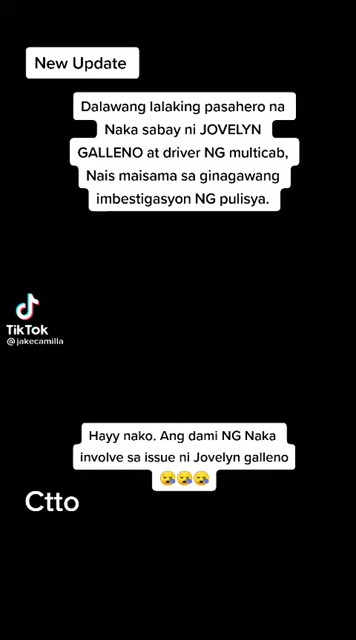 New Update
Dalawang lalaking pasahero na
Naka sabay ni JOVELYN
GALLENO at driver NG multicab,
Nais maisama sa ginagawang
imbestigasyon NG pulisya.
TikTok
@jakecamilla
Hayy nako. Ang dami NG Naka
involve sa issue ni Jovelyn galleno
😪😪😪
Ctto